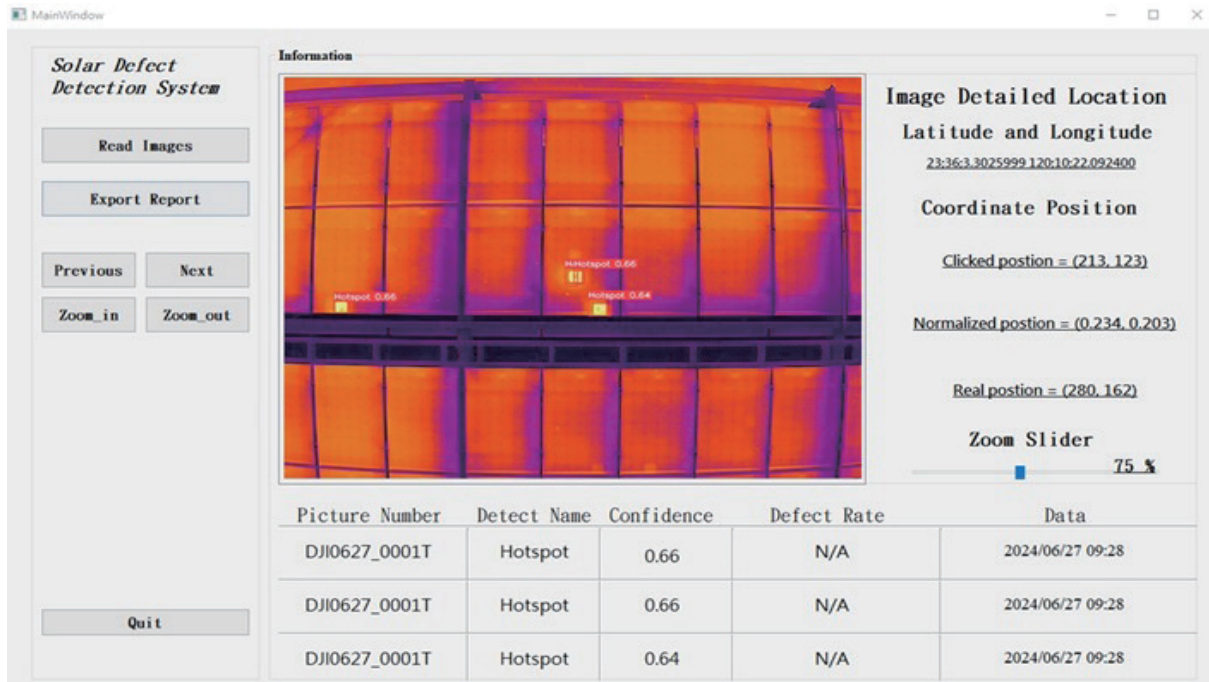 MainWindow
Solar Defect
Detection System
Read Images
Export Report
Previous Next
Zoom_in Zoom_out
Quit
Information
Hotspot 0.66
Hotspot 0.66
Hotspot 0.64
Image Detailed Location
Latitude and Longitude
23:36:3.3025999 120:10:22.092400
Coordinate Position
Clicked postion = (213, 123)
Normalized postion = (0.234, 0.203)
Real postion = (280, 162)
Zoom Slider
75 %
Picture Number Detect Name Confidence Defect Rate Data
DJI0627_0001T Hotspot 0.66 N/A 2024/06/27 09:28
DJI0627_0001T Hotspot 0.66 N/A 2024/06/27 09:28
DJI0627_0001T Hotspot 0.64 N/A 2024/06/27 09:28